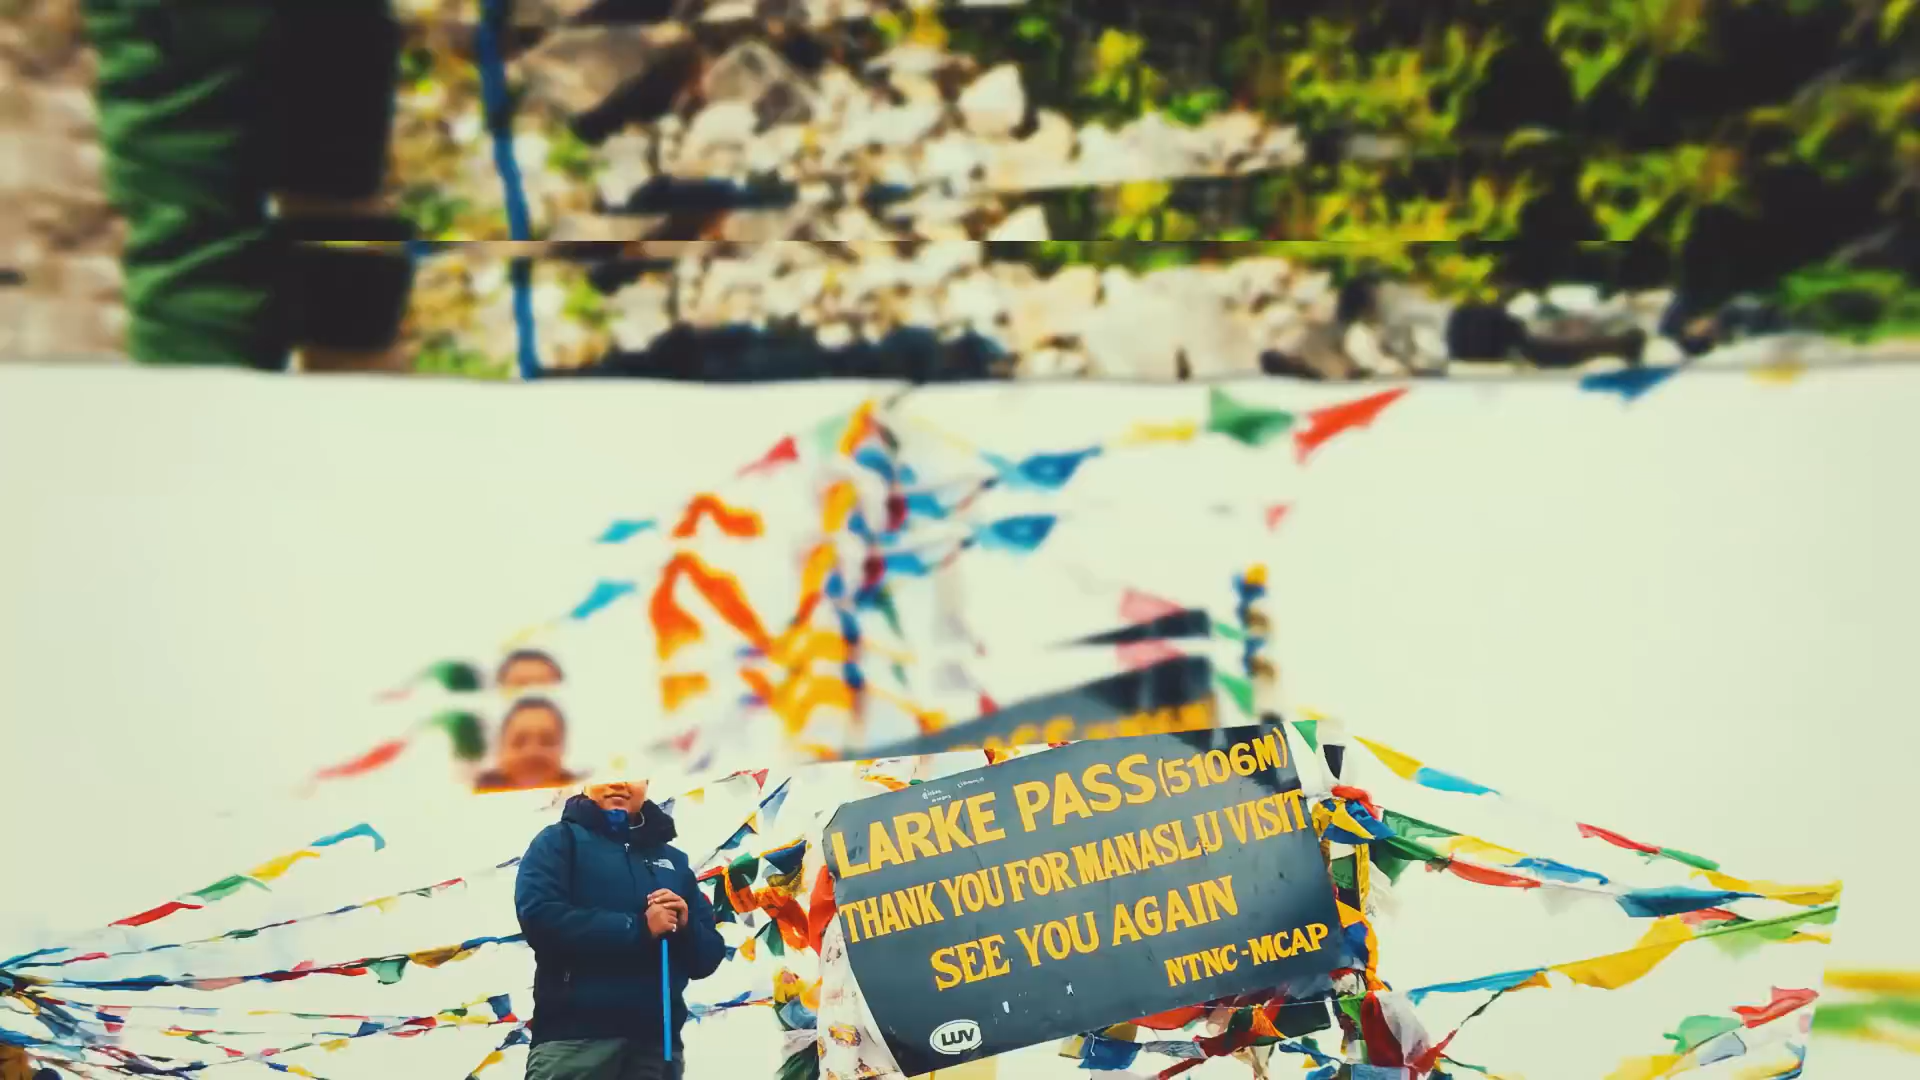 LARKE PASS (5106M)
THANK YOU FOR MANASLU VISIT
SEE YOU AGAIN
NTNC-MCAP
LUV